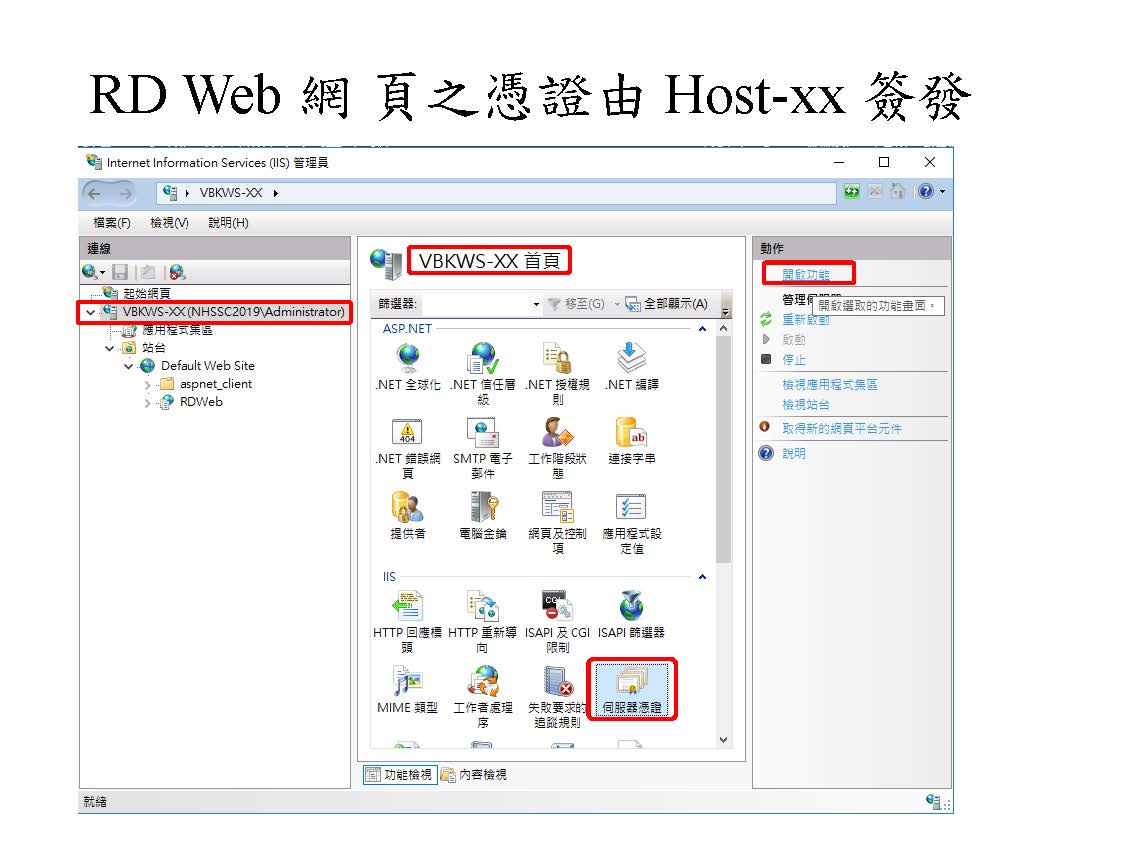 RD Web 網 頁之憑證由 Host-xx 簽發
Internet Information Services (IIS) 管理員
VBKWS-XX
檔案(F) 檢視(V) 說明(H)
連線
起始網頁
VBKWS-XX (NHSSC2019\Administrator)
應用程式集區
站台
Default Web Site
aspnet_client
RDWeb
VBKWS-XX 首頁
篩選器: 移至(G) 全部顯示(A)
ASP.NET
.NET 全球化
.NET 信任層
級
.NET 授權規
則
.NET 編譯
.NET 錯誤網
頁
SMTP 電子
郵件
工作階段狀
態
連接字串
提供者
電腦金鑰
網頁及控制
項
應用程式設
定值
IIS
HTTP 回應標
頭
HTTP 重新導
向
ISAPI 及 CGI
限制
ISAPI 篩選器
MIME 類型
工作者處理
序
失敗要求的
追蹤規則
伺服器憑證
功能檢視 內容檢視
動作
開啟功能
管理伺服器
開啟選取的功能畫面。
重新啟動
啟動
停止
檢視應用程式集區
檢視站台
取得新的網頁平台元件
說明
就緒